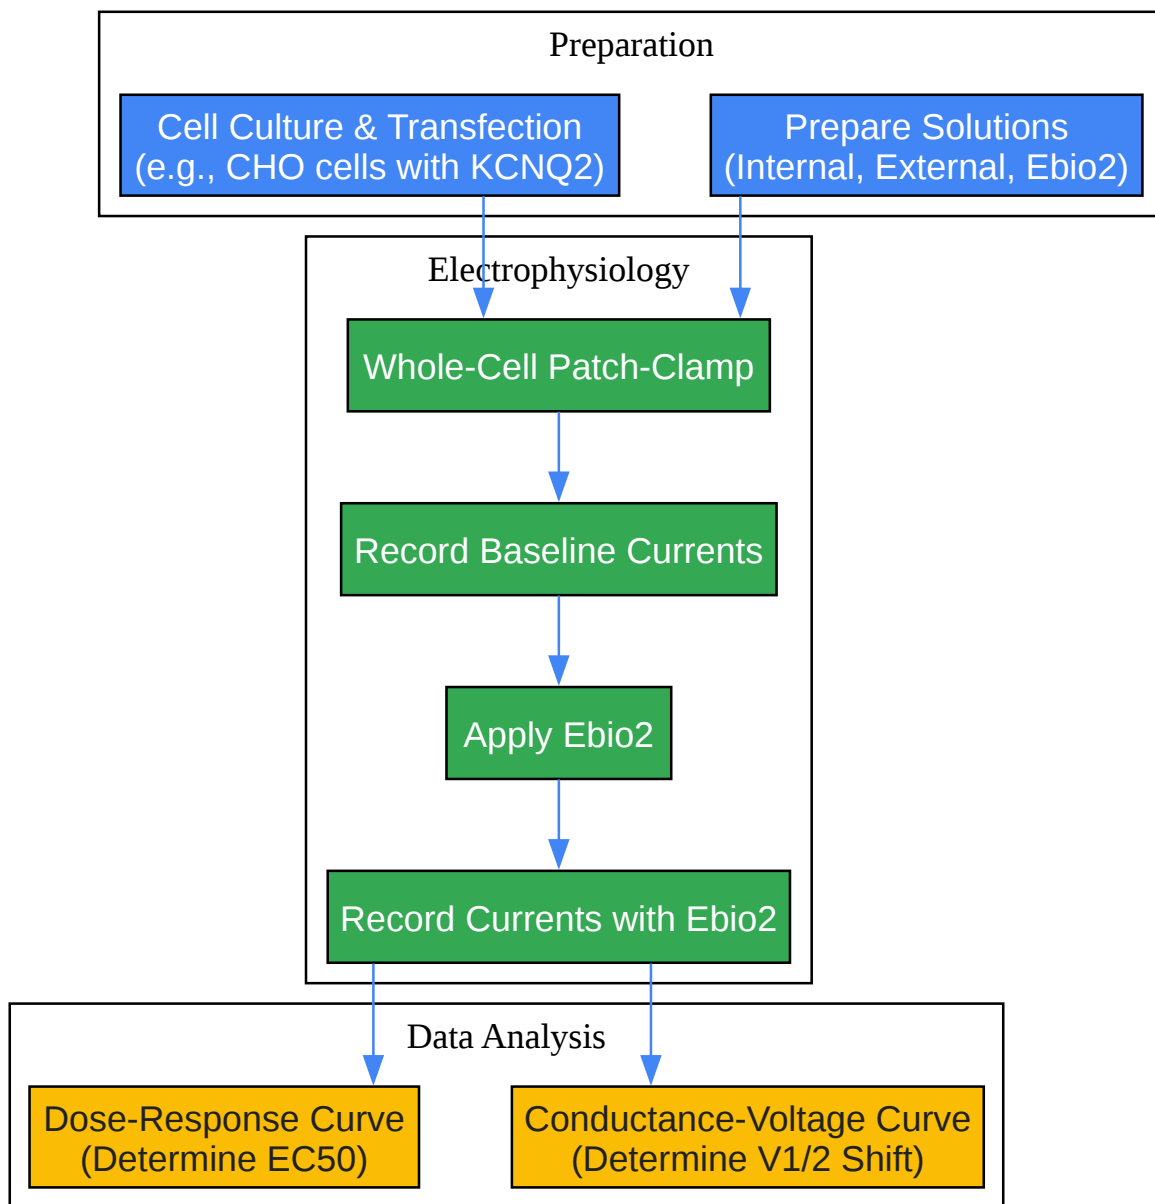 Preparation
Cell Culture & Transfection
(e.g., CHO cells with KCNQ2)
Prepare Solutions
(Internal, External, Ebio2)
Electrophysiology
Whole-Cell Patch-Clamp
Record Baseline Currents
Apply Ebio2
Record Currents with Ebio2
Data Analysis
Dose-Response Curve
(Determine EC50)
Conductance-Voltage Curve
(Determine V1/2 Shift)